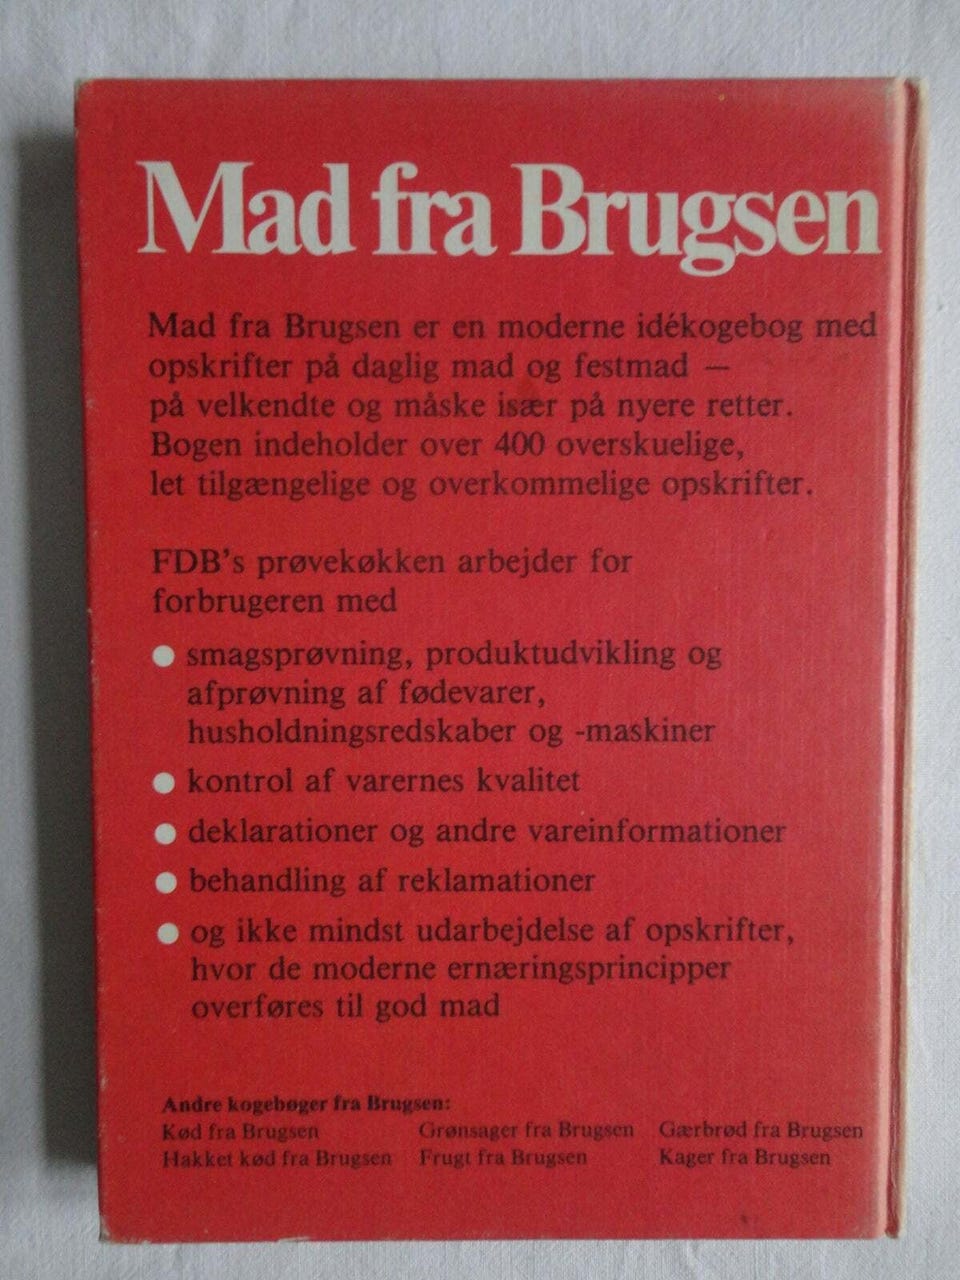 Mad fra Brugsen
Mad fra Brugsen er en moderne idékogebog med
opskrifter på daglig mad og festmad —
på velkendte og måske især på nyere retter.
Bogen indeholder over 400 overskuelige,
let tilgængelige og overkommelige opskrifter.
FDB's prøvekøkken arbejder for
forbrugeren med
● smagsprøvning, produktudvikling og
afprøvning af fødevarer,
husholdningsredskaber og -maskiner
● kontrol af varernes kvalitet
● deklarationer og andre vareinformationer
● behandling af reklamationer
● og ikke mindst udarbejdelse af opskrifter,
hvor de moderne ernæringsprincipper
overføres til god mad
Andre kogebøger fra Brugsen:
Kød fra Brugsen Grønsager fra Brugsen Gærbrød fra Brugsen
Hakket kød fra Brugsen Frugt fra Brugsen Kager fra Brugsen